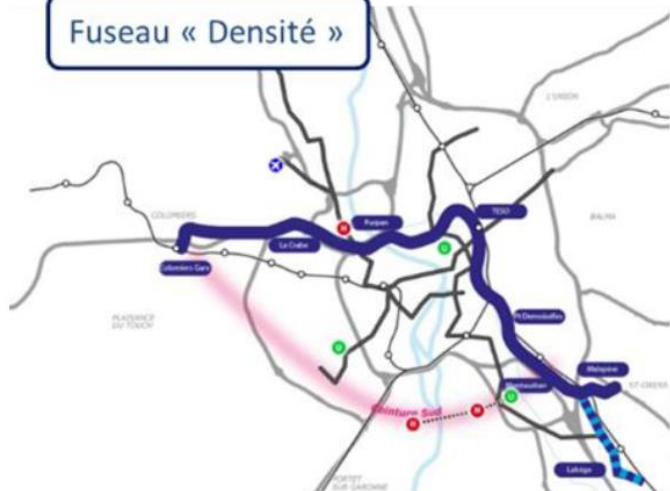 Fuseau « Densité »
L'UNION
COLOMIERS
Purpan
TESO
BALMA
La Crabe
H
U
Colomiers Gare
PLAISANCE
DU TOUCH
Pt Demoiselles
U
Malepère
ST-ORENS
Montaudran
U
Ceinture Sud
H
H
Labège
PORTET
SUR GARONNE